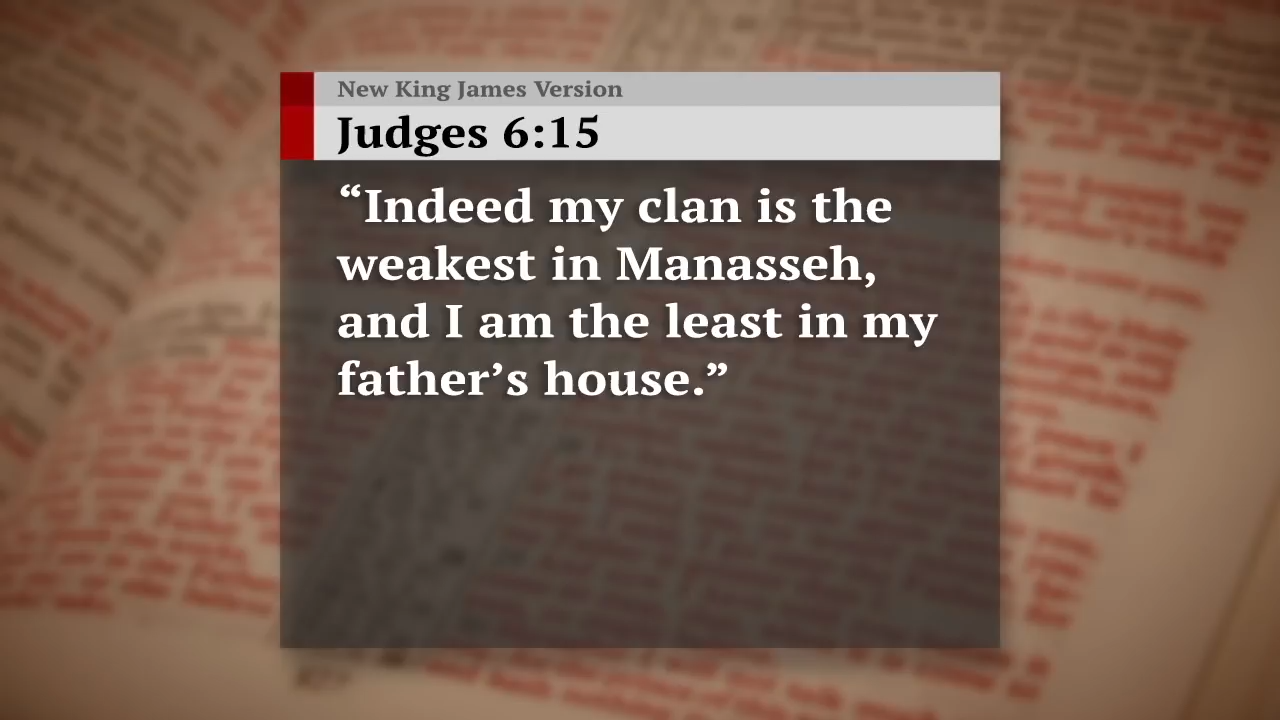 New King James Version
Judges 6:15
“Indeed my clan is the
weakest in Manasseh,
and I am the least in my
father’s house.”